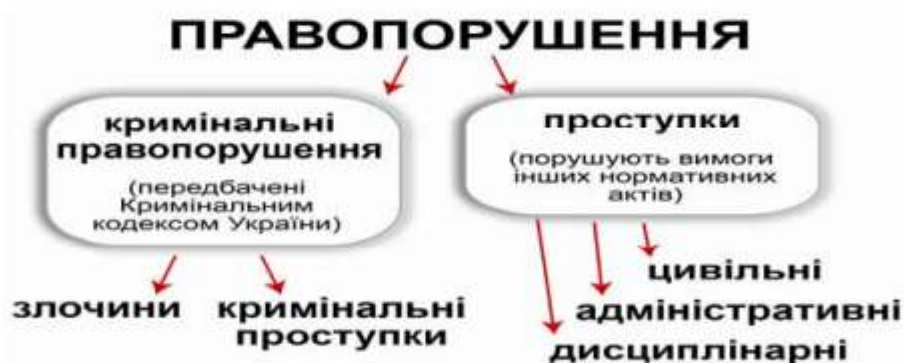 ПРАВОПОРУШЕННЯ
кримінальні
правопорушення
(передбачені
Кримінальним
кодексом України)
проступки
(порушують вимоги
інших нормативних
актів)
злочини
кримінальні
проступки
цивільні
адміністративні
дисциплінарні